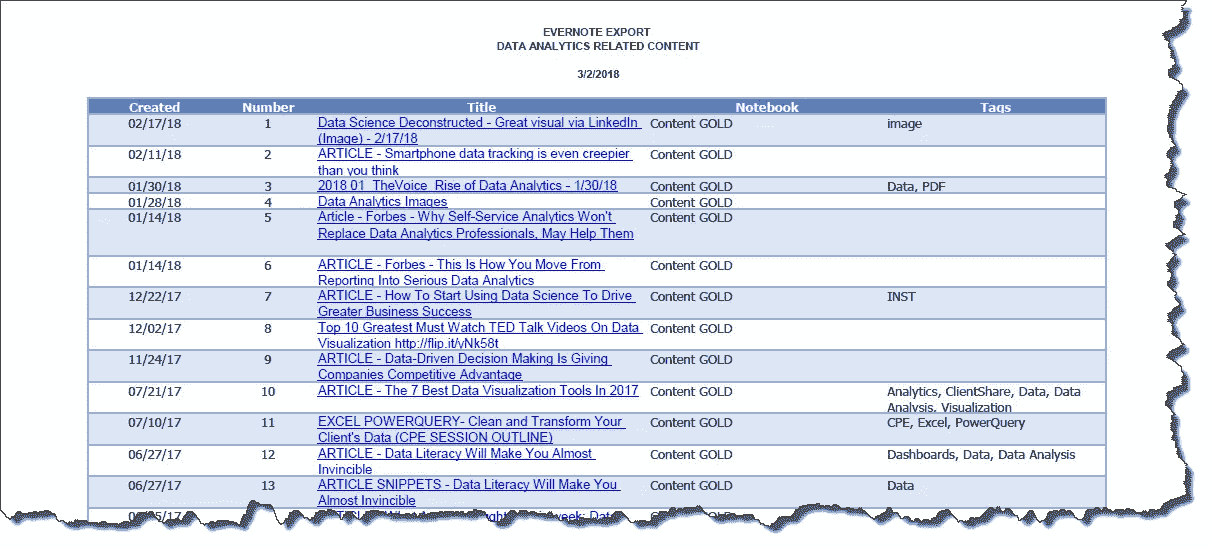 EVERNOTE EXPORT
DATA ANALYTICS RELATED CONTENT
3/2/2018
Created Number Title Notebook Tags
02/17/18 1 Data Science Deconstructed - Great visual via LinkedIn Content GOLD image
(Image) - 2/17/18
02/11/18 2 ARTICLE - Smartphone data tracking is even creepier Content GOLD
than you think
01/30/18 3 2018 01 TheVoice Rise of Data Analytics - 1/30/18 Content GOLD Data, PDF
01/28/18 4 Data Analytics Images Content GOLD
01/14/18 5 Article - Forbes - Why Self-Service Analytics Won't Content GOLD
Replace Data Analytics Professionals, May Help Them
01/14/18 6 ARTICLE - Forbes - This Is How You Move From Content GOLD
Reporting Into Serious Data Analytics
12/22/17 7 ARTICLE - How To Start Using Data Science To Drive Content GOLD INST
Greater Business Success
12/02/17 8 Top 10 Greatest Must Watch TED Talk Videos On Data Content GOLD
Visualization http://flip.it/yNk58t
11/24/17 9 ARTICLE - Data-Driven Decision Making Is Giving Content GOLD
Companies Competitive Advantage
07/21/17 10 ARTICLE - The 7 Best Data Visualization Tools In 2017 Content GOLD Analytics, ClientShare, Data, Data
Analysis, Visualization
07/10/17 11 EXCEL POWERQUERY- Clean and Transform Your Content GOLD CPE, Excel, PowerQuery
Client's Data (CPE SESSION OUTLINE)
06/27/17 12 ARTICLE - Data Literacy Will Make You Almost Content GOLD Dashboards, Data, Data Analysis
Invincible
06/27/17 13 ARTICLE SNIPPETS - Data Literacy Will Make You Content GOLD Data
Almost Invincible